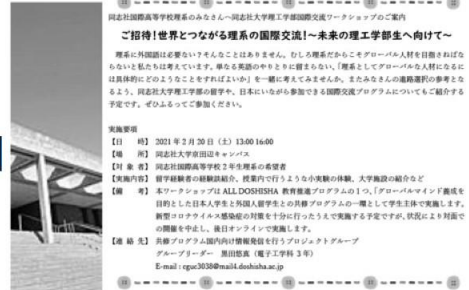 同志社国際高等学校理系のみなさんへ同志社大学理工学部国際交流ワークショップのご案内
ご招待!世界とつながる理系の国際交流!~未来の理工学部生へ向けて~
理系に外国語は必要ない?そんなことはありません。むしろ理系だからこそグローバル人材を目指さねばな
らないと私たちは考えています。単なる英語のやりとりに留まらない、「理系としてグローバルな人材になるに
は具体的にどのようなことをすればよいか」を一緒に考えてみませんか。またみなさんの進路選択の参考とな
るよう、同志社大学理工学部の留学や、日本にいながら参加できる国際交流プログラムについてもご紹介する
予定です。ぜひふるってご参加ください。
実施要項
【日　時】 2021年2月20日(土)13:00 16:00
【場　所】 同志社大学京田辺キャンパス
【対象者】 同志社国際高等学校2年生理系の希望者
【実施内容】 留学経験者の経験談紹介、授業内で行うような小実験の体験、大学施設の紹介など
【備　考】 本ワークショップは ALL DOSHISHA 教育推進プログラムの1つ、「グローバルマインド養成を
目的とした日本人学生と外国人留学生との共修プログラムの一環として学生主体で実施します。
新型コロナウイルス感染症の対策を十分に行ったうえで実施する予定ですが、状況により対面で
の開催を中止し、後日オンラインで実施します。
【連絡先】 共修プログラム国内向け情報発信を行うプロジェクトグループ
グループリーダー　黒田悠真(電子工学科3年)
E-mail : cguc3038@mail4.doshisha.ac.jp